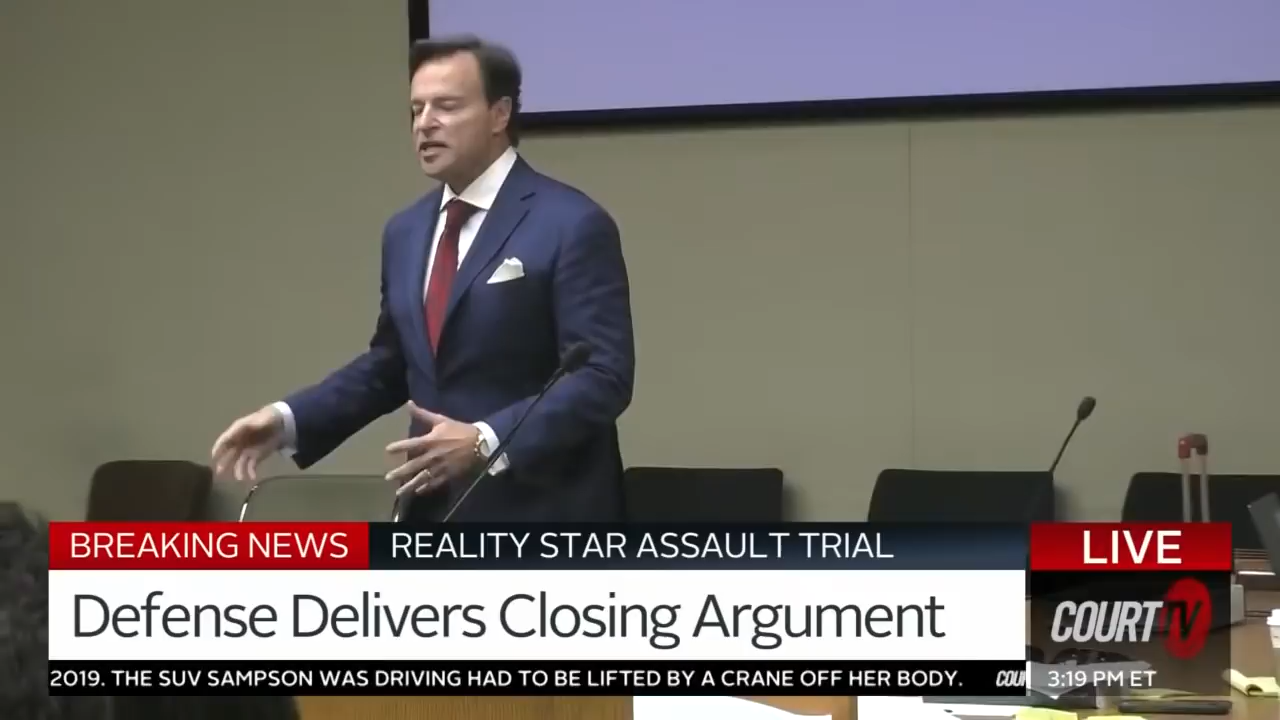 BREAKING NEWS
REALITY STAR ASSAULT TRIAL
LIVE
Defense Delivers Closing Argument
COURT TV
2019. THE SUV SAMPSON WAS DRIVING HAD TO BE LIFTED BY A CRANE OFF HER BODY.
3:19 PM ET